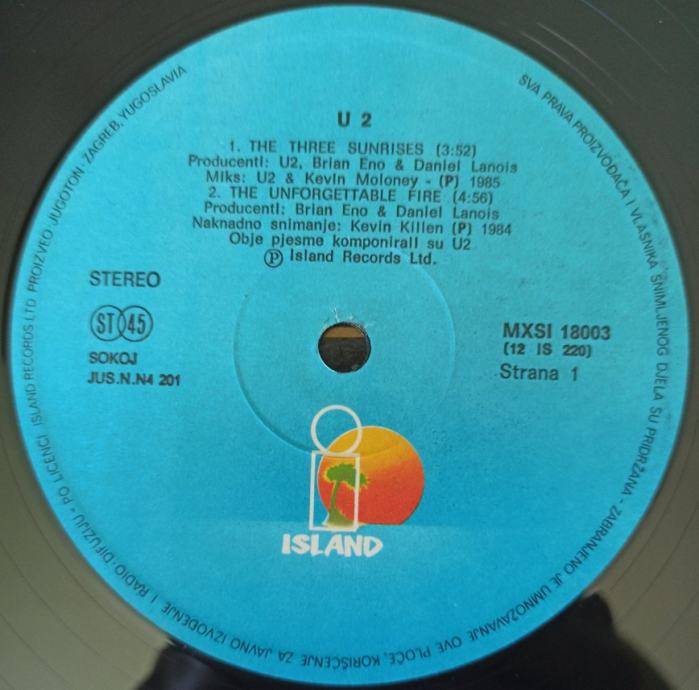 U 2
1. THE THREE SUNRISES (3:52)
Producenti: U2, Brian Eno & Daniel Lanois
Miks: U2 & Kevin Moloney - (P) 1985
2. THE UNFORGETTABLE FIRE (4:56)
Producenti: Brian Eno & Daniel Lanois
Naknadno snimanje: Kevin Killen (P) 1984
Obje pjesme komponirali su U2
Ⓟ Island Records Ltd.
STEREO
ST 45
SOKOJ
JUS.N.N4 201
MXSI 18003
(12 IS 220)
Strana 1
ISLAND
SVA PRAVA PROIZVOĐAČA I VLASNIKA SNIMLJENOG DJELA SU PRIDRŽANA - ZABRANJENO JE UMNOŽAVANJE OVE PLOČE, KORIŠĆENJE ZA JAVNO IZVOĐENJE I RADIO DIFUZIJU - PO LICENCI ISLAND RECORDS LTD PROIZVEO JUGOTON - ZAGREB, YUGOSLAVIA